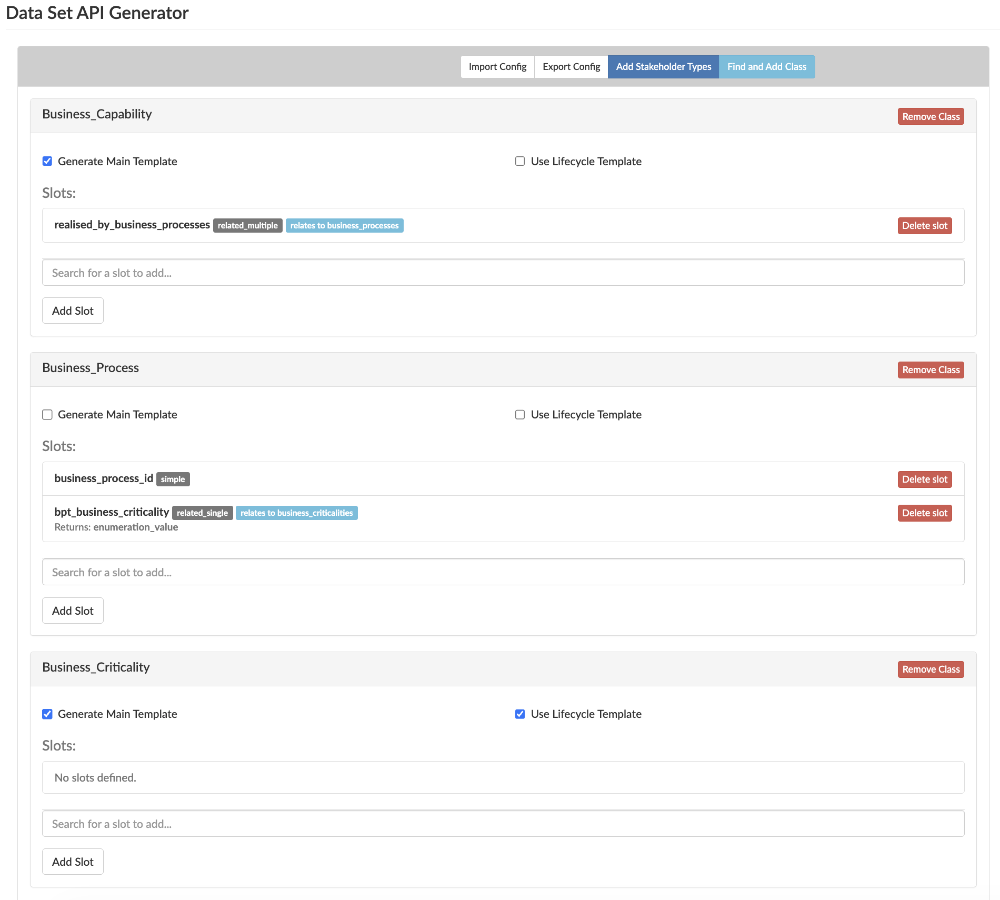 Data Set API Generator
Import Config Export Config Add Stakeholder Types Find and Add Class
Business_Capability Remove Class
Generate Main Template Use Lifecycle Template
Slots:
realised_by_business_processes related_multiple relates to business_processes Delete slot
Search for a slot to add...
Add Slot
Business_Process Remove Class
Generate Main Template Use Lifecycle Template
Slots:
business_process_id simple Delete slot
bpt_business_criticality related_single relates to business_criticalities Delete slot
Returns: enumeration_value
Search for a slot to add...
Add Slot
Business_Criticality Remove Class
Generate Main Template Use Lifecycle Template
Slots:
No slots defined.
Search for a slot to add...
Add Slot